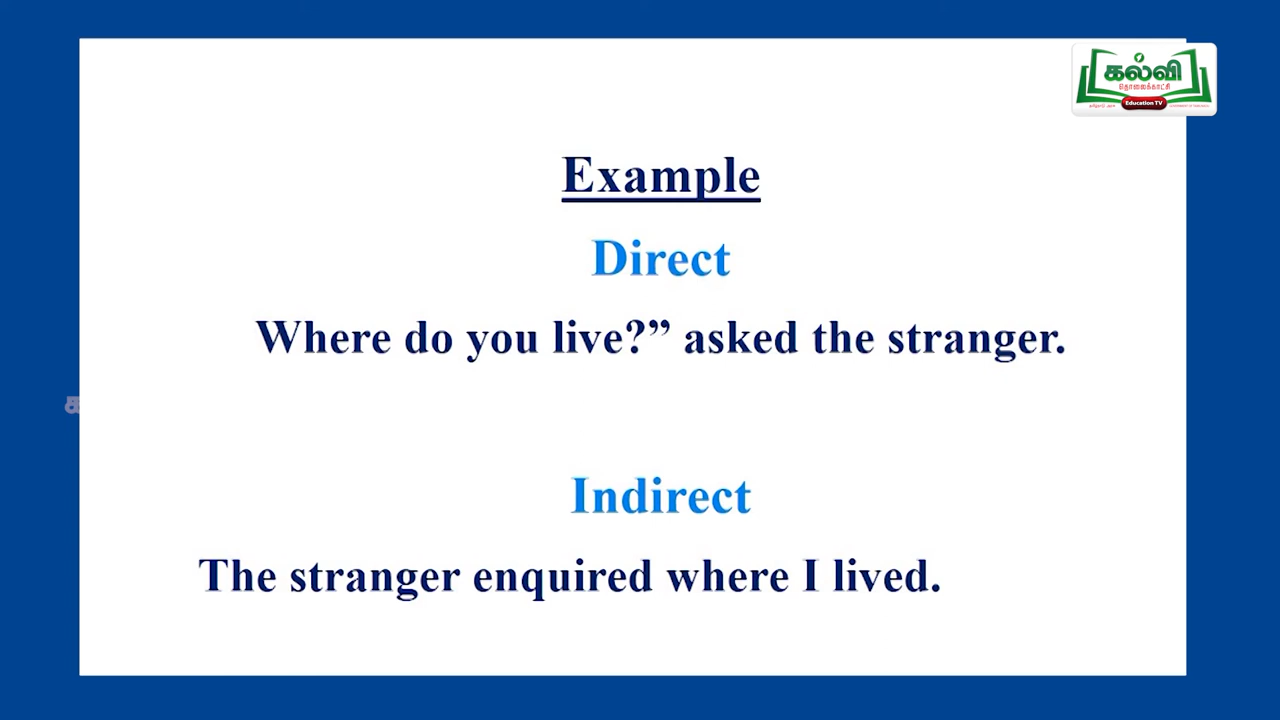 கல்வி
தொலைக்காட்சி
Education TV
Example
Direct
Where do you live?” asked the stranger.
Indirect
The stranger enquired where I lived.